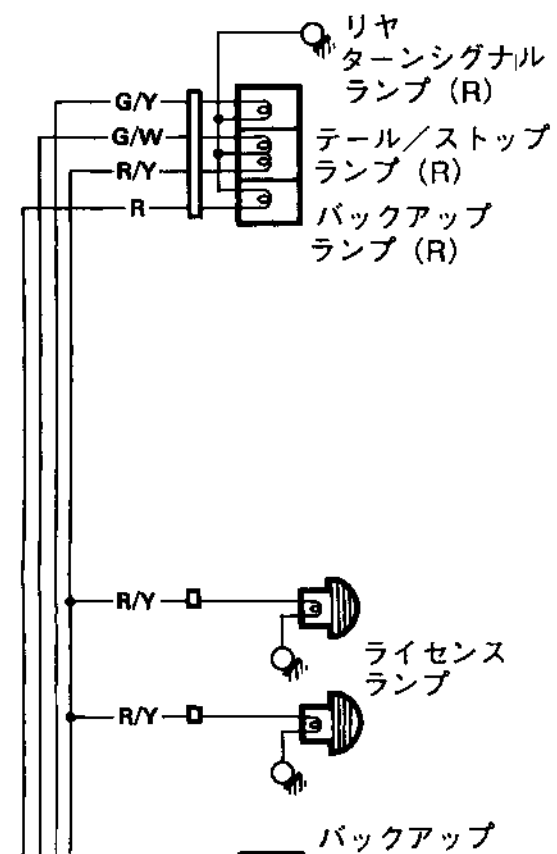 リヤ
ターンシグナル
ランプ (R)
G/Y
G/W
テール/ストップ
R/Y
ランプ (R)
R
バックアップ
ランプ (R)
R/Y
ライセンス
ランプ
R/Y
バックアップ